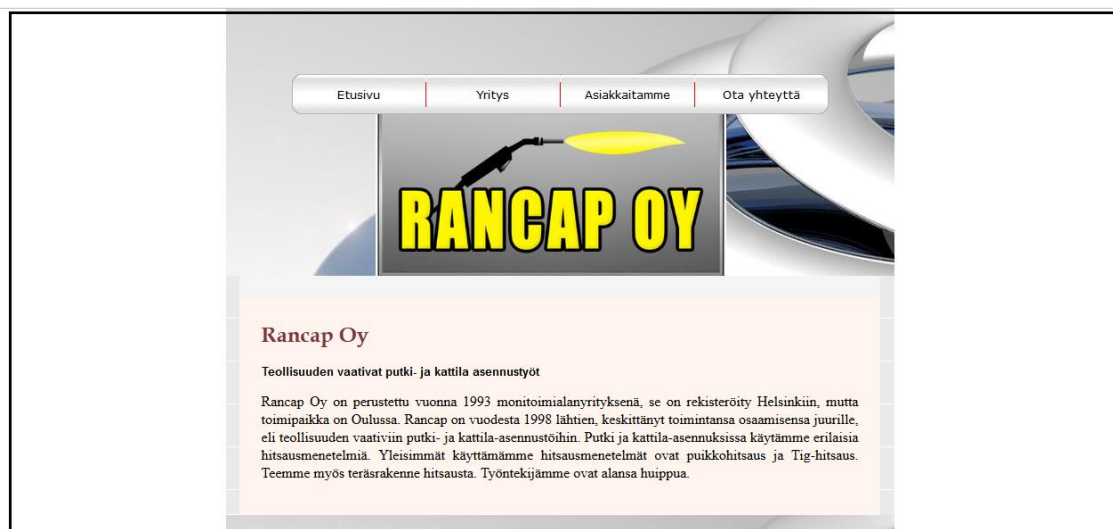 Etusivu Yritys Asiakkaitamme Ota yhteyttä
RANCAP OY
Rancap Oy
Teollisuuden vaativat putki- ja kattila asennustyöt
Rancap Oy on perustettu vuonna 1993 monitoimialanyrityksenä, se on rekisteröity Helsinkiin, mutta
toimipaikka on Oulussa. Rancap on vuodesta 1998 lähtien, keskittänyt toimintansa osaamisensa juurille,
eli teollisuuden vaativiin putki- ja kattila-asennustöihin. Putki ja kattila-asennuksissa käytämme erilaisia
hitsausmenetelmiä. Yleisimmät käyttämämme hitsausmenetelmät ovat puikkohitsaus ja Tig-hitsaus.
Teemme myös teräsrakenne hitsausta. Työntekijämme ovat alansa huippua.